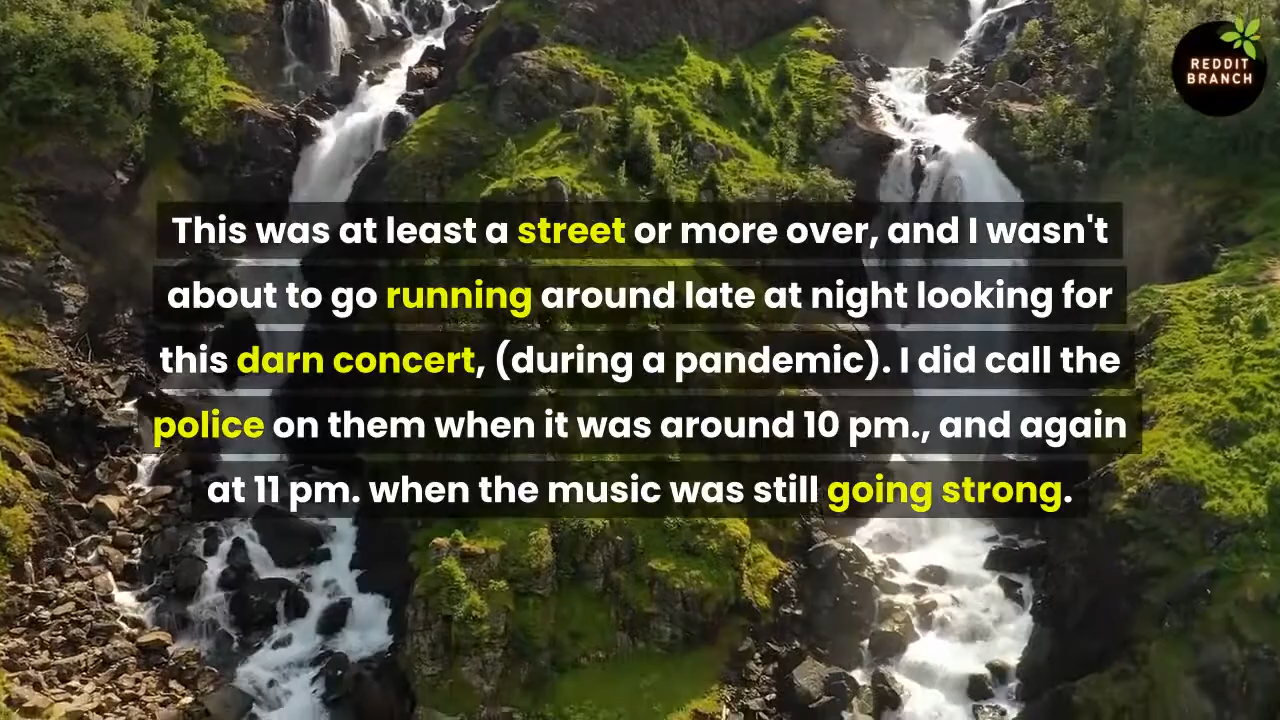 REDDIT
BRANCH
This was at least a street or more over, and I wasn't
about to go running around late at night looking for
this darn concert, (during a pandemic). I did call the
police on them when it was around 10 pm., and again
at 11 pm. when the music was still going strong.